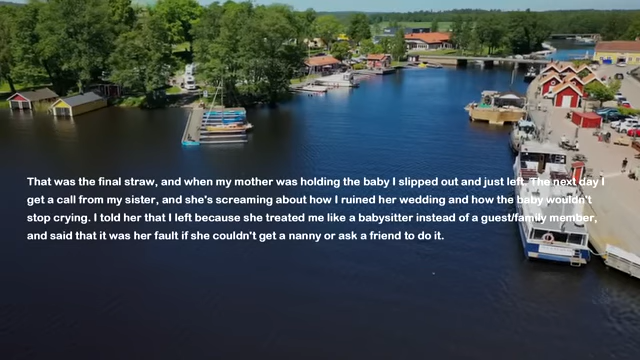 That was the final straw, and when my mother was holding the baby I slipped out and just left. The next day I
get a call from my sister, and she's screaming about how I ruined her wedding and how the baby wouldn't
stop crying. I told her that I left because she treated me like a babysitter instead of a guest/family member,
and said that it was her fault if she couldn't get a nanny or ask a friend to do it.